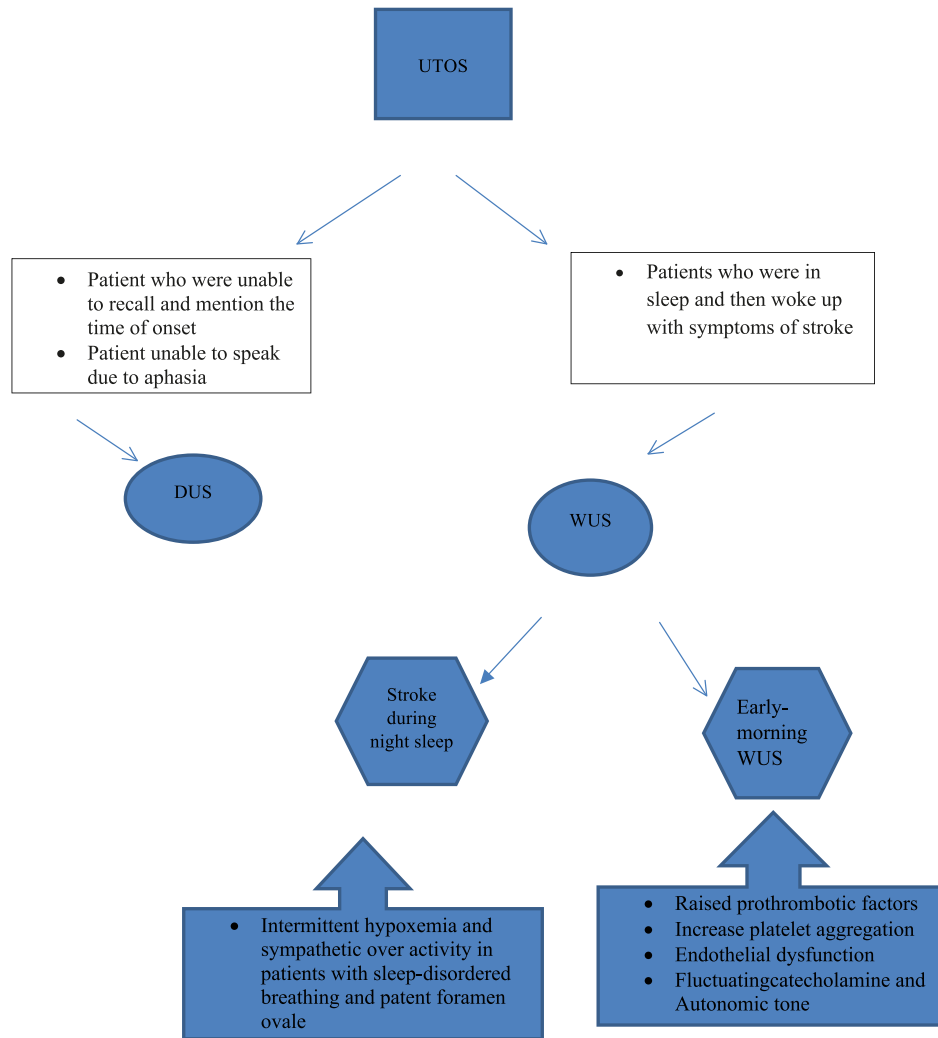 UTOS
• Patient who were unable
to recall and mention the
time of onset
• Patient unable to speak
due to aphasia
• Patients who were in
sleep and then woke up
with symptoms of stroke
DUS
WUS
Stroke
during
night sleep
Early-
morning
WUS
• Intermittent hypoxemia and
sympathetic over activity in
patients with sleep-disordered
breathing and patent foramen
ovale
• Raised prothrombotic factors
• Increase platelet aggregation
• Endothelial dysfunction
• Fluctuatingcatecholamine and
Autonomic tone